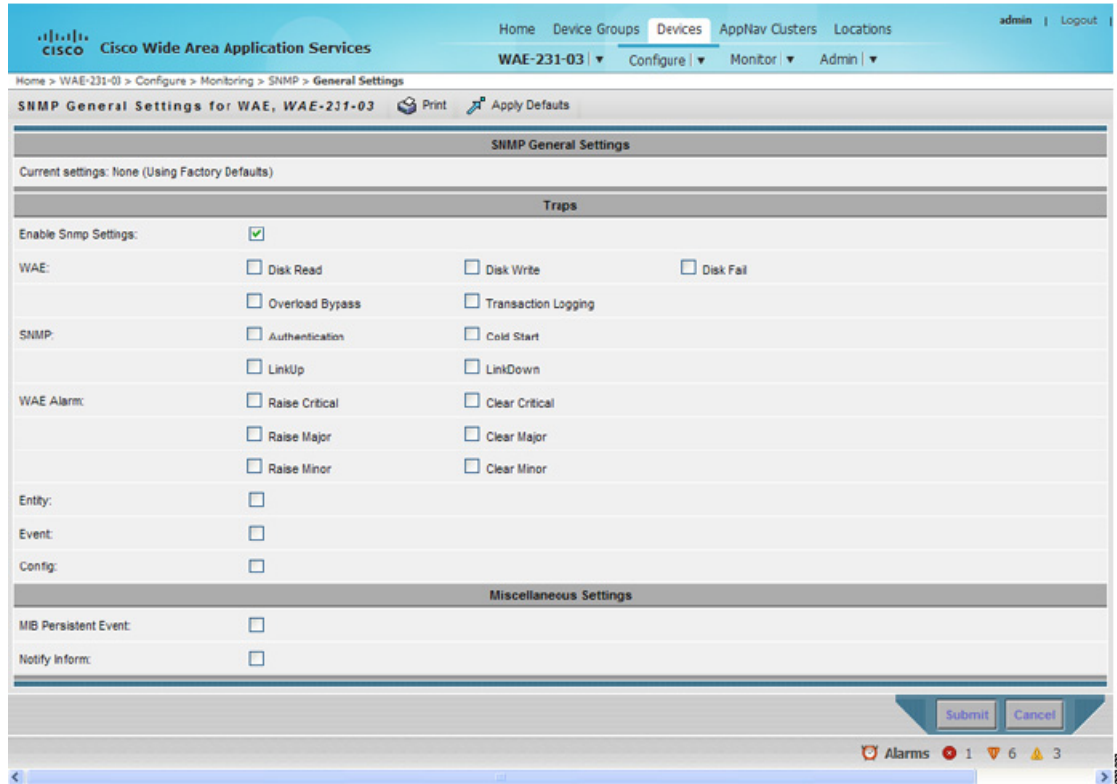 Home Device Groups Devices AppNav Clusters Locations admin | Logout |
CISCO Cisco Wide Area Application Services
WAE-231-03 | Configure | Monitor | Admin |
Home > WAE-231-03 > Configure > Monitoring > SNMP > General Settings
SNMP General Settings for WAE, WAE-231-03 Print Apply Defaults
SNMP General Settings
Current settings: None (Using Factory Defaults)
Traps
Enable Snmp Settings:
WAE: Disk Read Disk Write Disk Fail
Overload Bypass Transaction Logging
SNMP: Authentication Cold Start
LinkUp LinkDown
WAE Alarm: Raise Critical Clear Critical
Raise Major Clear Major
Raise Minor Clear Minor
Entity:
Event:
Config:
Miscellaneous Settings
MIB Persistent Event:
Notify Inform:
Submit Cancel
Alarms 1 6 3